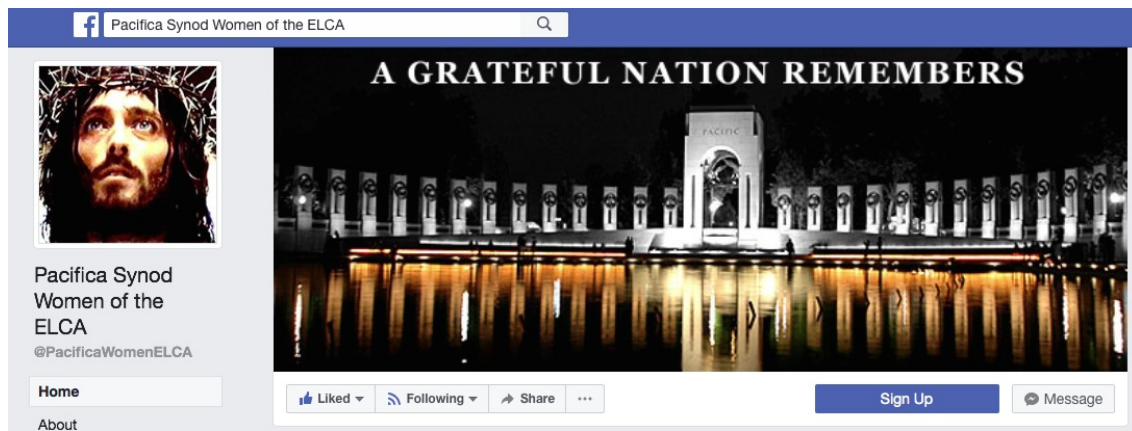 f Pacifica Synod Women of the ELCA
A GRATEFUL NATION REMEMBERS
PACIFIC
Pacifica Synod
Women of the
ELCA
@PacificaWomenELCA
Home
About
Liked Following Share ...
Sign Up Message